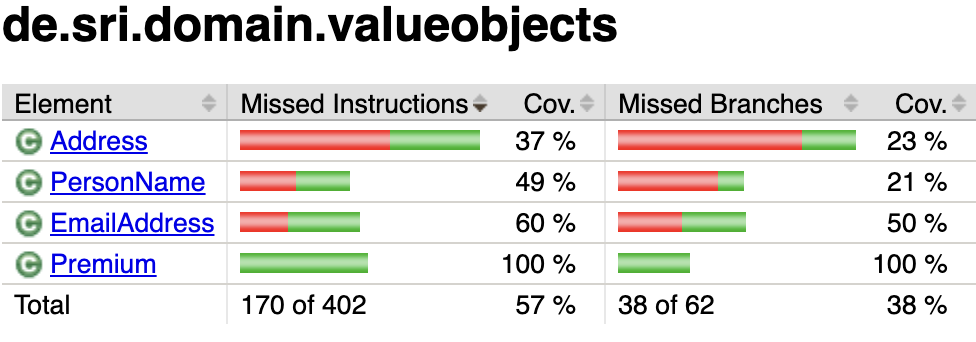 de.sri.domain.valueobjects
Element Missed Instructions Cov. Missed Branches Cov.
C Address 37 % 23 %
C PersonName 49 % 21 %
C EmailAddress 60 % 50 %
C Premium 100 % 100 %
Total 170 of 402 57 % 38 of 62 38 %